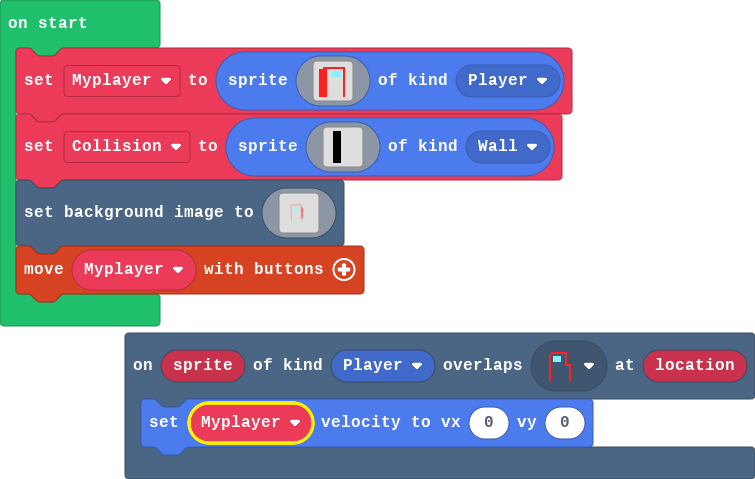 on start
set Myplayer to sprite of kind Player
set Collision to sprite of kind Wall
set background image to
move Myplayer with buttons
on sprite of kind Player overlaps at location
set Myplayer velocity to vx 0 vy 0